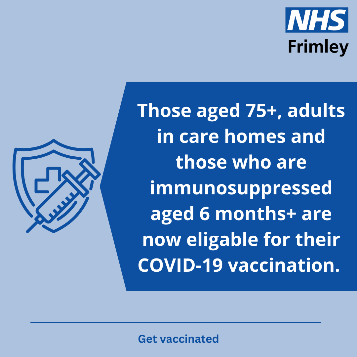 NHS
Frimley
Those aged 75+, adults
in care homes and
those who are
immunosuppressed
aged 6 months+ are
now eligable for their
COVID-19 vaccination.
Get vaccinated